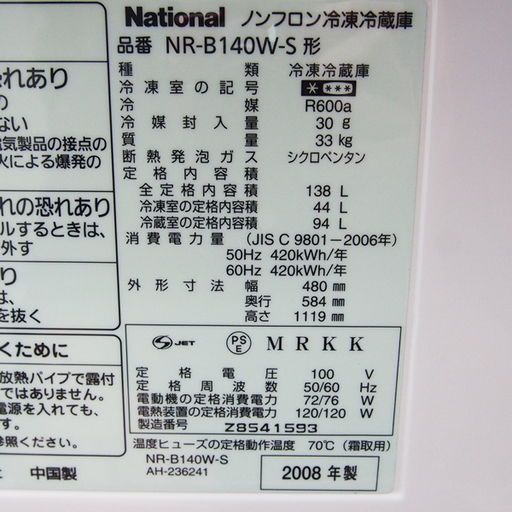 National ノンフロン冷凍冷蔵庫
品番 NR-B140W-S 形
種類 冷凍冷蔵庫
冷凍室の記号 * ***
冷媒 R600a
冷媒封入量 30 g
質量 33 kg
断熱発泡ガス シクロペンタン
定格内容積
全定格内容積 138 L
冷凍室の定格内容積 44 L
冷蔵室の定格内容積 94 L
消費電力量 (JIS C 9801-2006年)
50Hz 420kWh/年
60Hz 420kWh/年
外形寸法 幅 480 mm
奥行 584 mm
高さ 1119 mm
S JET PSE MRKK
定格電圧 100 V
定格周波数 50/60 Hz
電動機の定格消費電力 72/76 W
電熱装置の定格消費電力 120/120 W
製造番号 Z8541593
温度ヒューズの定格動作温度 70℃ (霜取用)
NR-B140W-S
AH-236241
2008 年製
恐れあり
ない
気製品の接点の
火による爆発の
れの恐れあり
ルするときは、
外す
り
は、
を抜く
くために
放熱パイプで露付
ではありません。
電源を入れても、
参照ください。
中国製